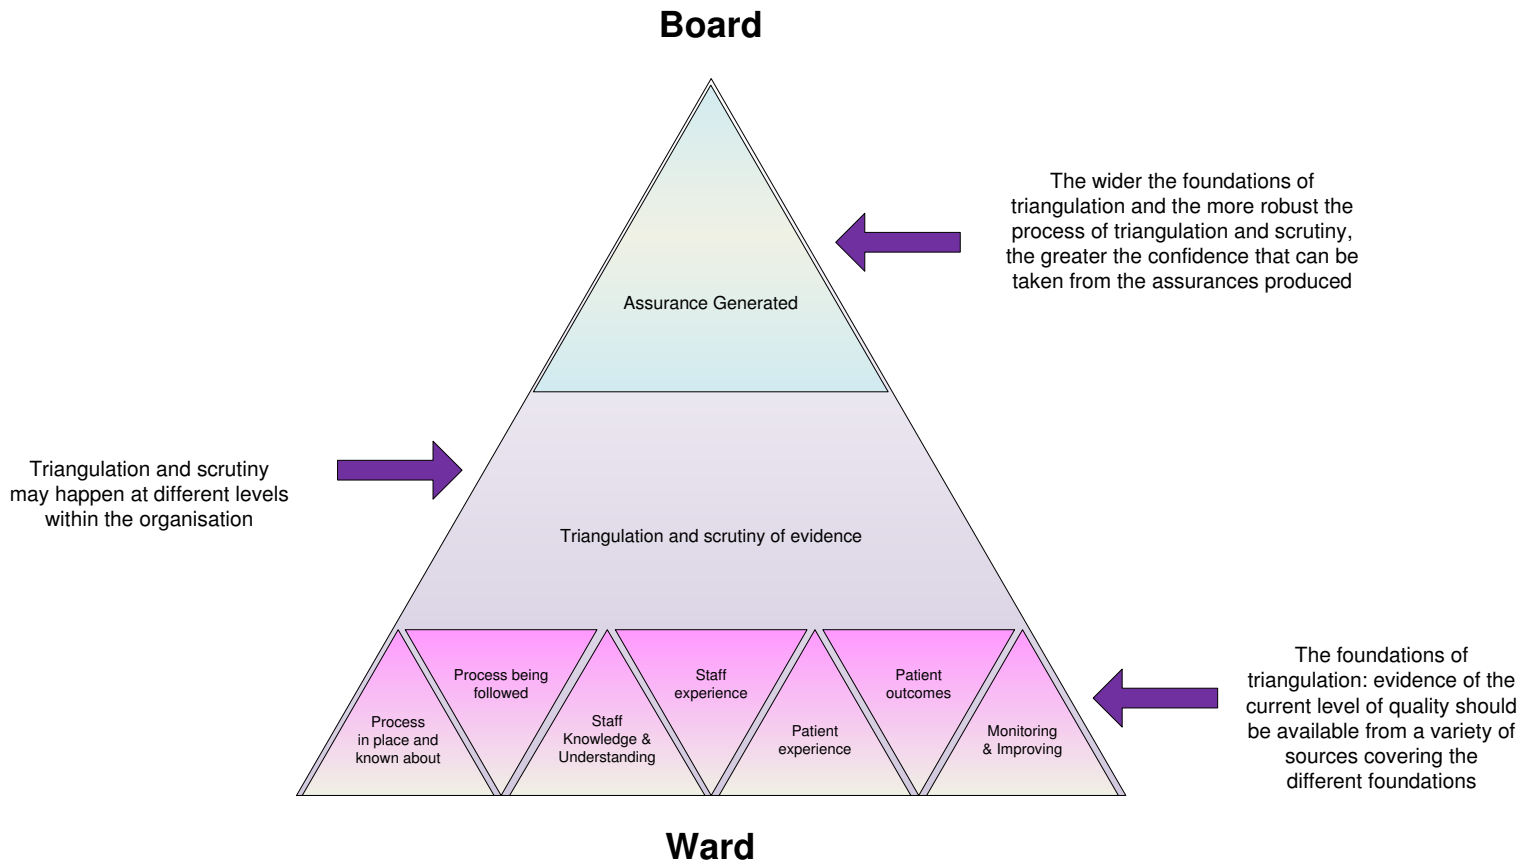 Board
The wider the foundations of
triangulation and the more robust the
process of triangulation and scrutiny,
the greater the confidence that can be
taken from the assurances produced
Assurance Generated
Triangulation and scrutiny
may happen at different levels
within the organisation
Triangulation and scrutiny of evidence
Process
in place and
known about
Process being
followed
Staff
Knowledge &
Understanding
Staff
experience
Patient
experience
Patient
outcomes
Monitoring
& Improving
The foundations of
triangulation: evidence of the
current level of quality should
be available from a variety of
sources covering the
different foundations
Ward